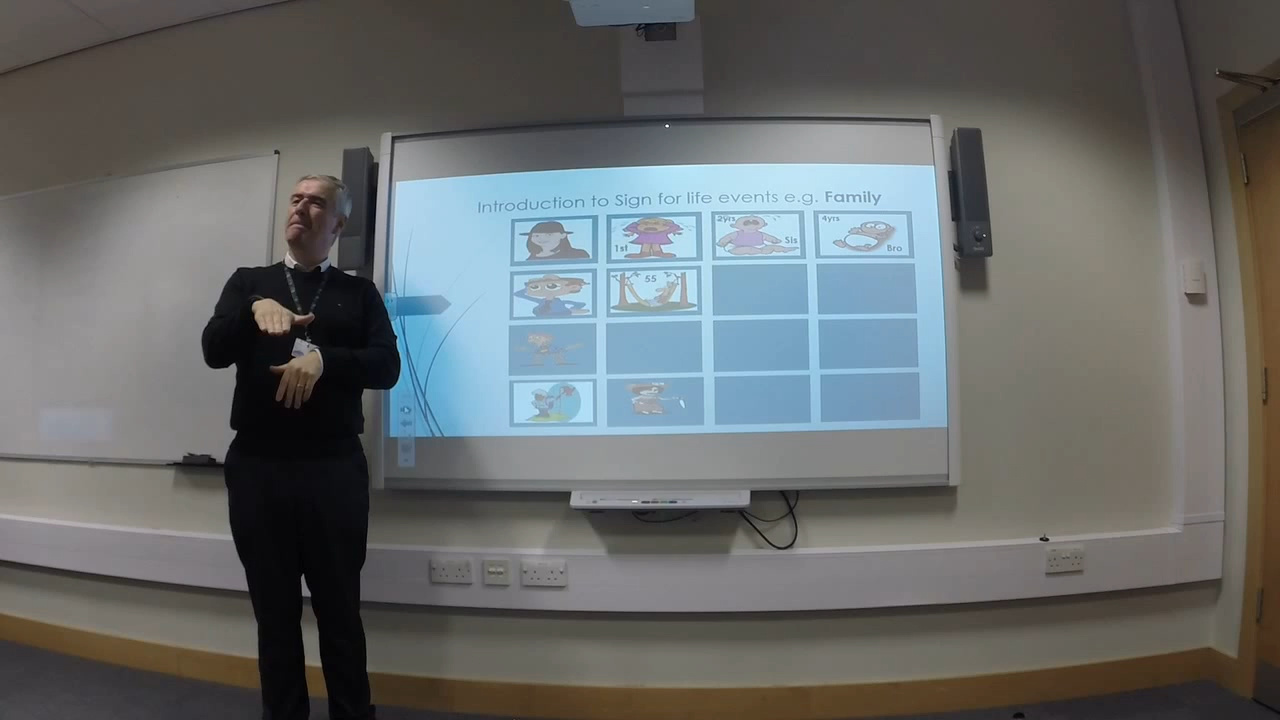 Introduction to Sign for life events e.g. Family
1st
2yrs
Sis
4yrs
Bro
55